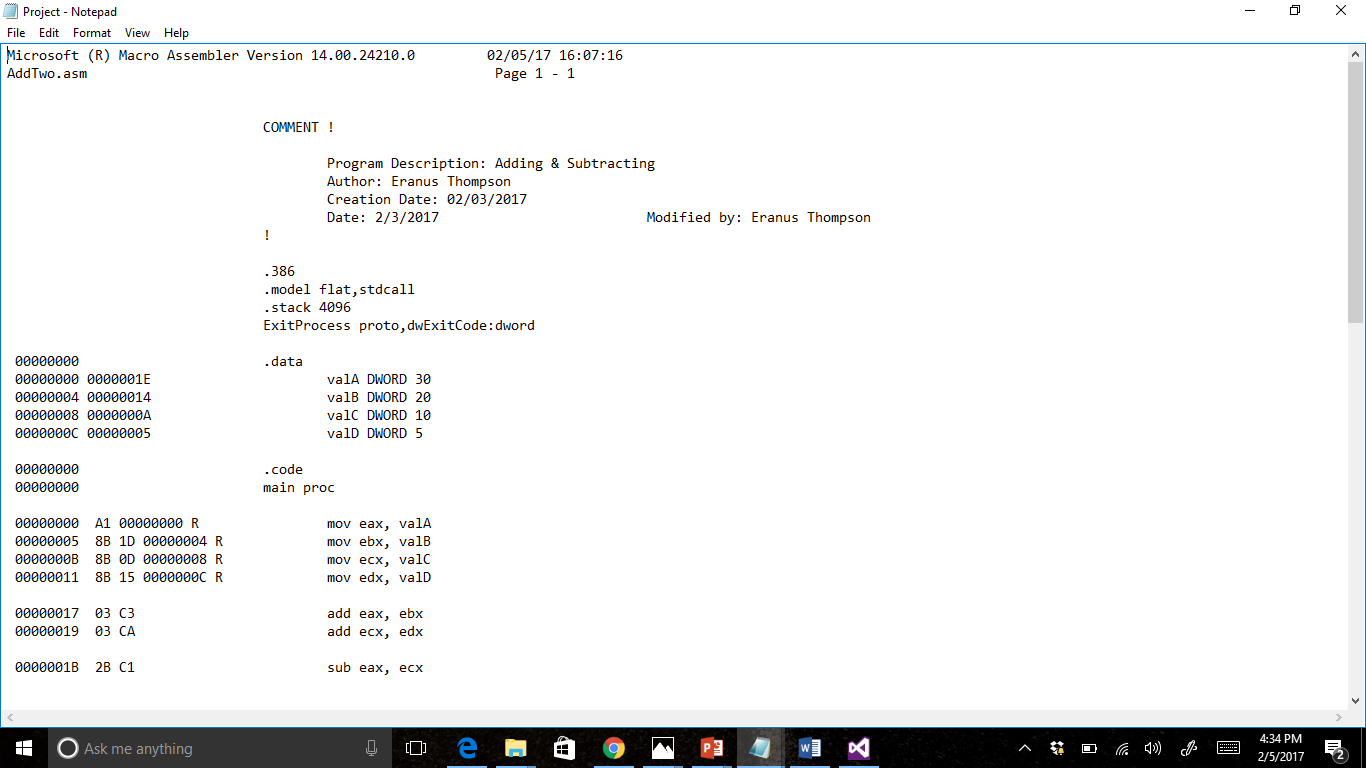 Project - Notepad
File Edit Format View Help
Microsoft (R) Macro Assembler Version 14.00.24210.0 02/05/17 16:07:16
AddTwo.asm Page 1 - 1
COMMENT !
Program Description: Adding & Subtracting
Author: Eranus Thompson
Creation Date: 02/03/2017
Date: 2/3/2017 Modified by: Eranus Thompson
!
.386
.model flat,stdcall
.stack 4096
ExitProcess proto,dwExitCode:dword
00000000 .data
00000000 0000001E valA DWORD 30
00000004 00000014 valB DWORD 20
00000008 0000000A valC DWORD 10
0000000C 00000005 valD DWORD 5
00000000 .code
00000000 main proc
00000000 A1 00000000 R mov eax, valA
00000005 8B 1D 00000004 R mov ebx, valB
0000000B 8B 0D 00000008 R mov ecx, valC
00000011 8B 15 0000000C R mov edx, valD
00000017 03 C3 add eax, ebx
00000019 03 CA add ecx, edx
0000001B 2B C1 sub eax, ecx
Ask me anything
4:34 PM
2/5/2017
2